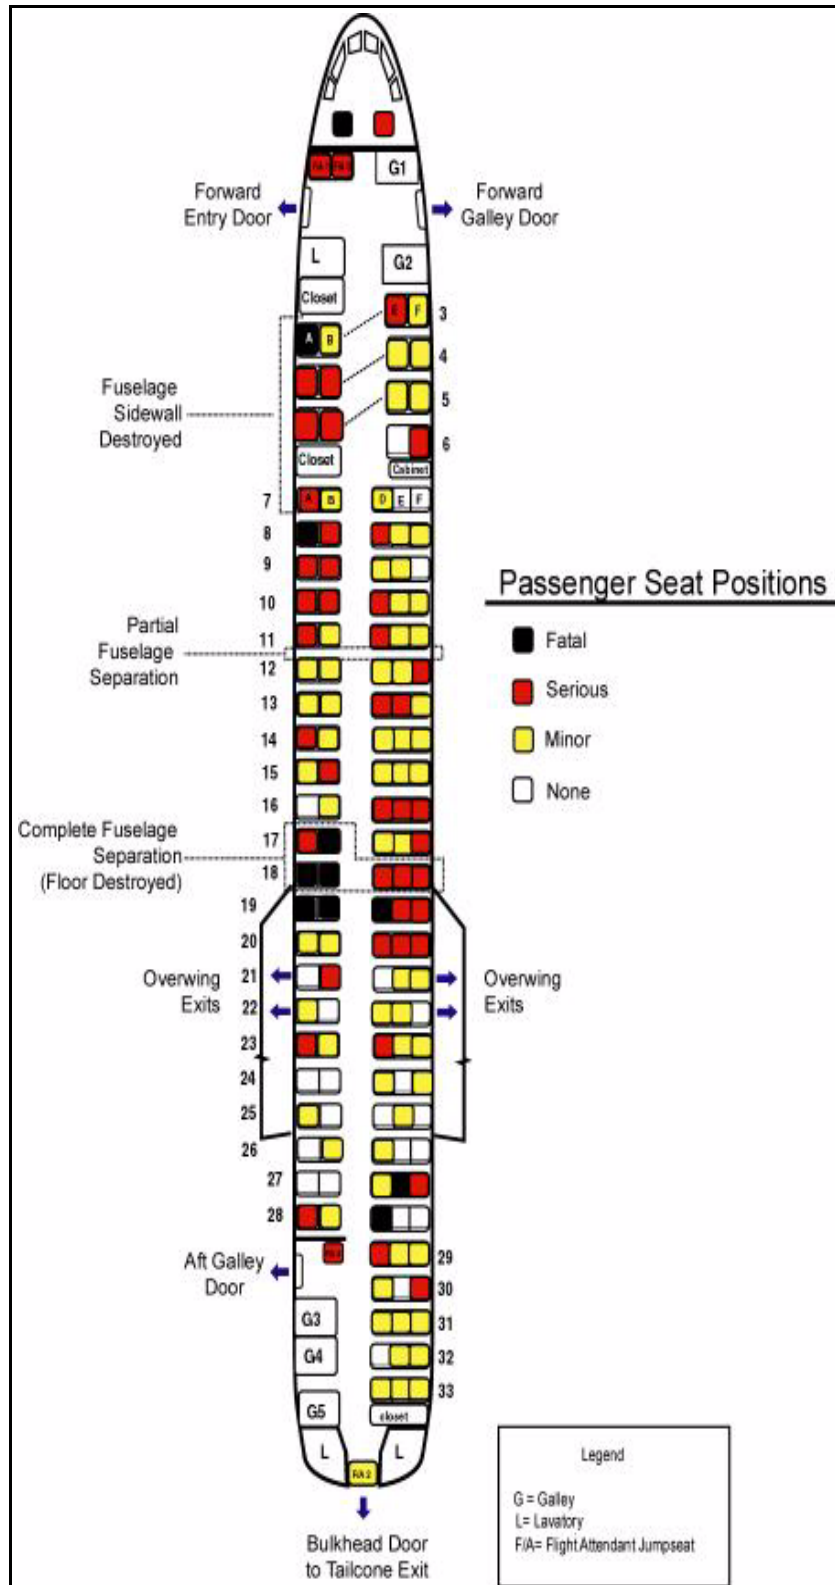 FA1 FA3
G1
Forward
Entry Door
Forward
Galley Door
L
G2
Closet
E F 3
A B
4
Fuselage
Sidewall
Destroyed
5
6
Closet
Cabinet
7 A B D E F
8
9
Passenger Seat Positions
10
Partial
Fuselage
Separation
11
Fatal
12
Serious
13
14
Minor
15
None
16
Complete Fuselage
Separation
(Floor Destroyed)
17
18
19
20
Overwing
Exits
21
22
Overwing
Exits
23
24
25
26
27
28
Aft Galley
Door
29
30
G3
31
G4
32
33
G5
closet
L
L
FA 2
Bulkhead Door
to Tailcone Exit
Legend
G = Galley
L= Lavatory
F/A= Flight Attendant Jumpseat